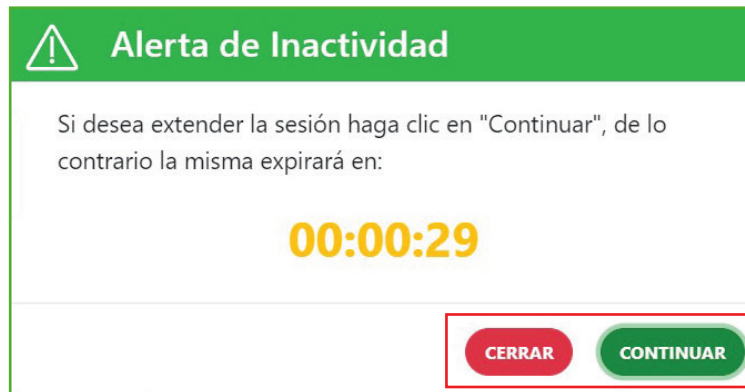 Alerta de Inactividad
Si desea extender la sesión haga clic en "Continuar", de lo
contrario la misma expirará en:
00:00:29
CERRAR CONTINUAR